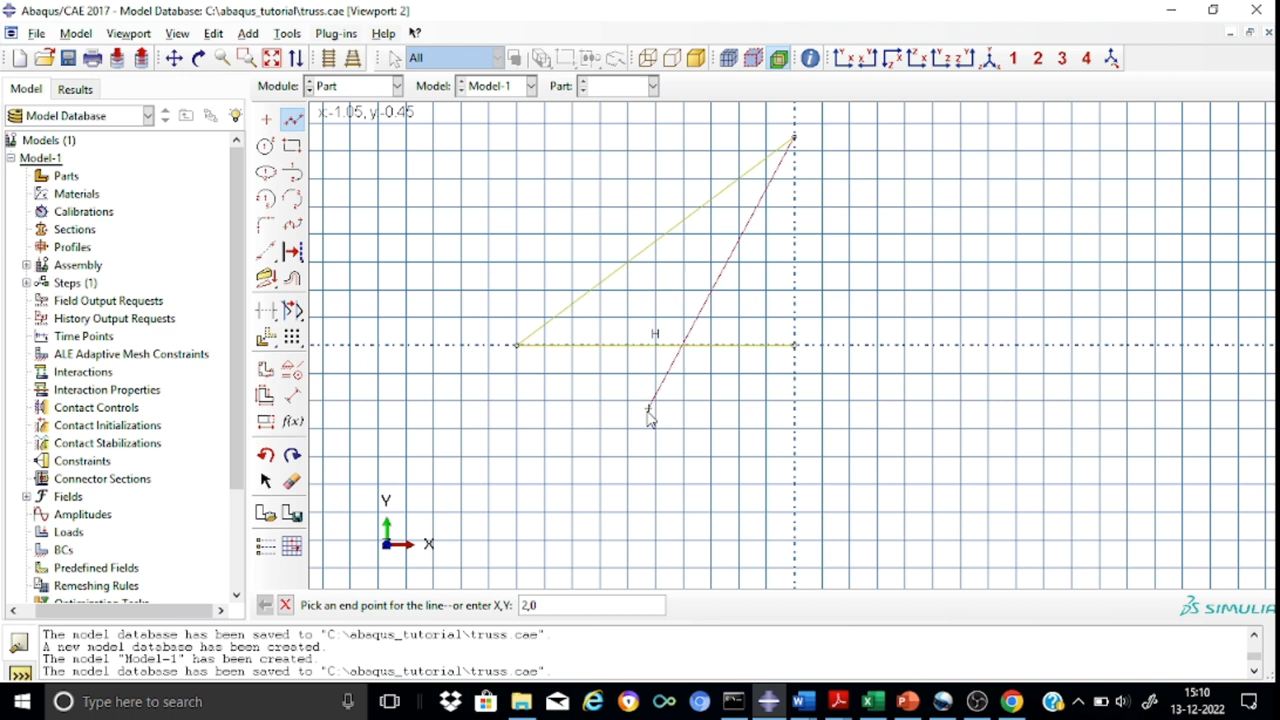 Abaqus/CAE 2017 - Model Database: C:\abaqus_tutorial\truss.cae [Viewport: 2]
File Model Viewport View Edit Add Tools Plug-ins Help
All
1 2 3 4
Model Results
Module: Part Model: Model-1 Part:
Model Database
x:-1.05, y:-0.45
Models (1)
Model-1
Parts
Materials
Calibrations
Sections
Profiles
Assembly
Steps (1)
Field Output Requests
History Output Requests
Time Points
ALE Adaptive Mesh Constraints
Interactions
Interaction Properties
Contact Controls
Contact Initializations
Contact Stabilizations
Constraints
Connector Sections
Fields
Amplitudes
Loads
BCs
Predefined Fields
Remeshing Rules
Optimization Tasks
f(x)
H
Y
X
Pick an end point for the line--or enter X,Y: 2,0
SIMULIA
The model database has been saved to "C:\abaqus_tutorial\truss.cae".
A new model database has been created.
The model "Model-1" has been created.
The model database has been saved to "C:\abaqus_tutorial\truss.cae".
>>>
Type here to search
15:10
13-12-2022